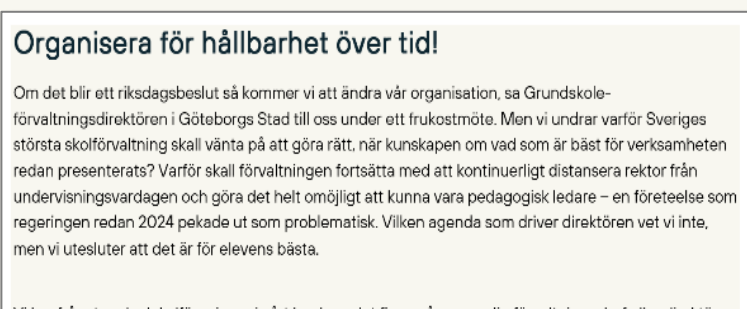 Organisera för hållbarhet över tid!
Om det blir ett riksdagsbeslut så kommer vi att ändra vår organisation, sa Grundskole-
förvaltningsdirektören i Göteborgs Stad till oss under ett frukostmöte. Men vi undrar varför Sveriges
största skolförvaltning skall vänta på att göra rätt, när kunskapen om vad som är bäst för verksamheten
redan presenterats? Varför skall förvaltningen fortsätta med att kontinuerligt distansera rektor från
undervisningsvardagen och göra det helt omöjligt att kunna vara pedagogisk ledare – en företeelse som
regeringen redan 2024 pekade ut som problematisk. Vilken agenda som driver direktören vet vi inte,
men vi utesluter att det är för elevens bästa.